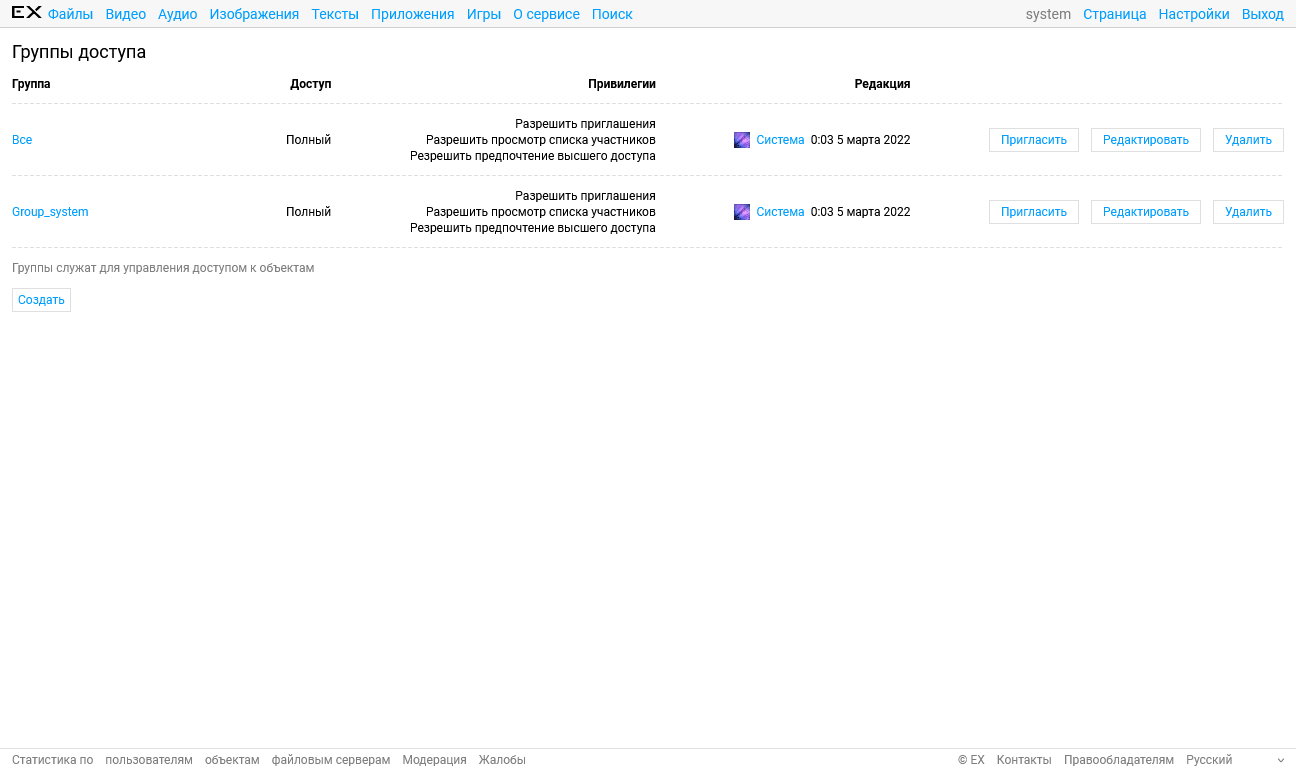 EX Файлы Видео Аудио Изображения Тексты Приложения Игры О сервисе Поиск system Страница Настройки Выход
Группы доступа
Группа Доступ Привилегии Редакция
Разрешить приглашения
Все Полный Разрешить просмотр списка участников Система 0:03 5 марта 2022 Пригласить Редактировать Удалить
Резрешить предпочтение высшего доступа
Разрешить приглашения
Group_system Полный Разрешить просмотр списка участников Система 0:03 5 марта 2022 Пригласить Редактировать Удалить
Резрешить предпочтение высшего доступа
Группы служат для управления доступом к объектам
Создать
Статистика по пользователям объектам файловым серверам Модерация Жалобы © EX Контакты Правообладателям Русский